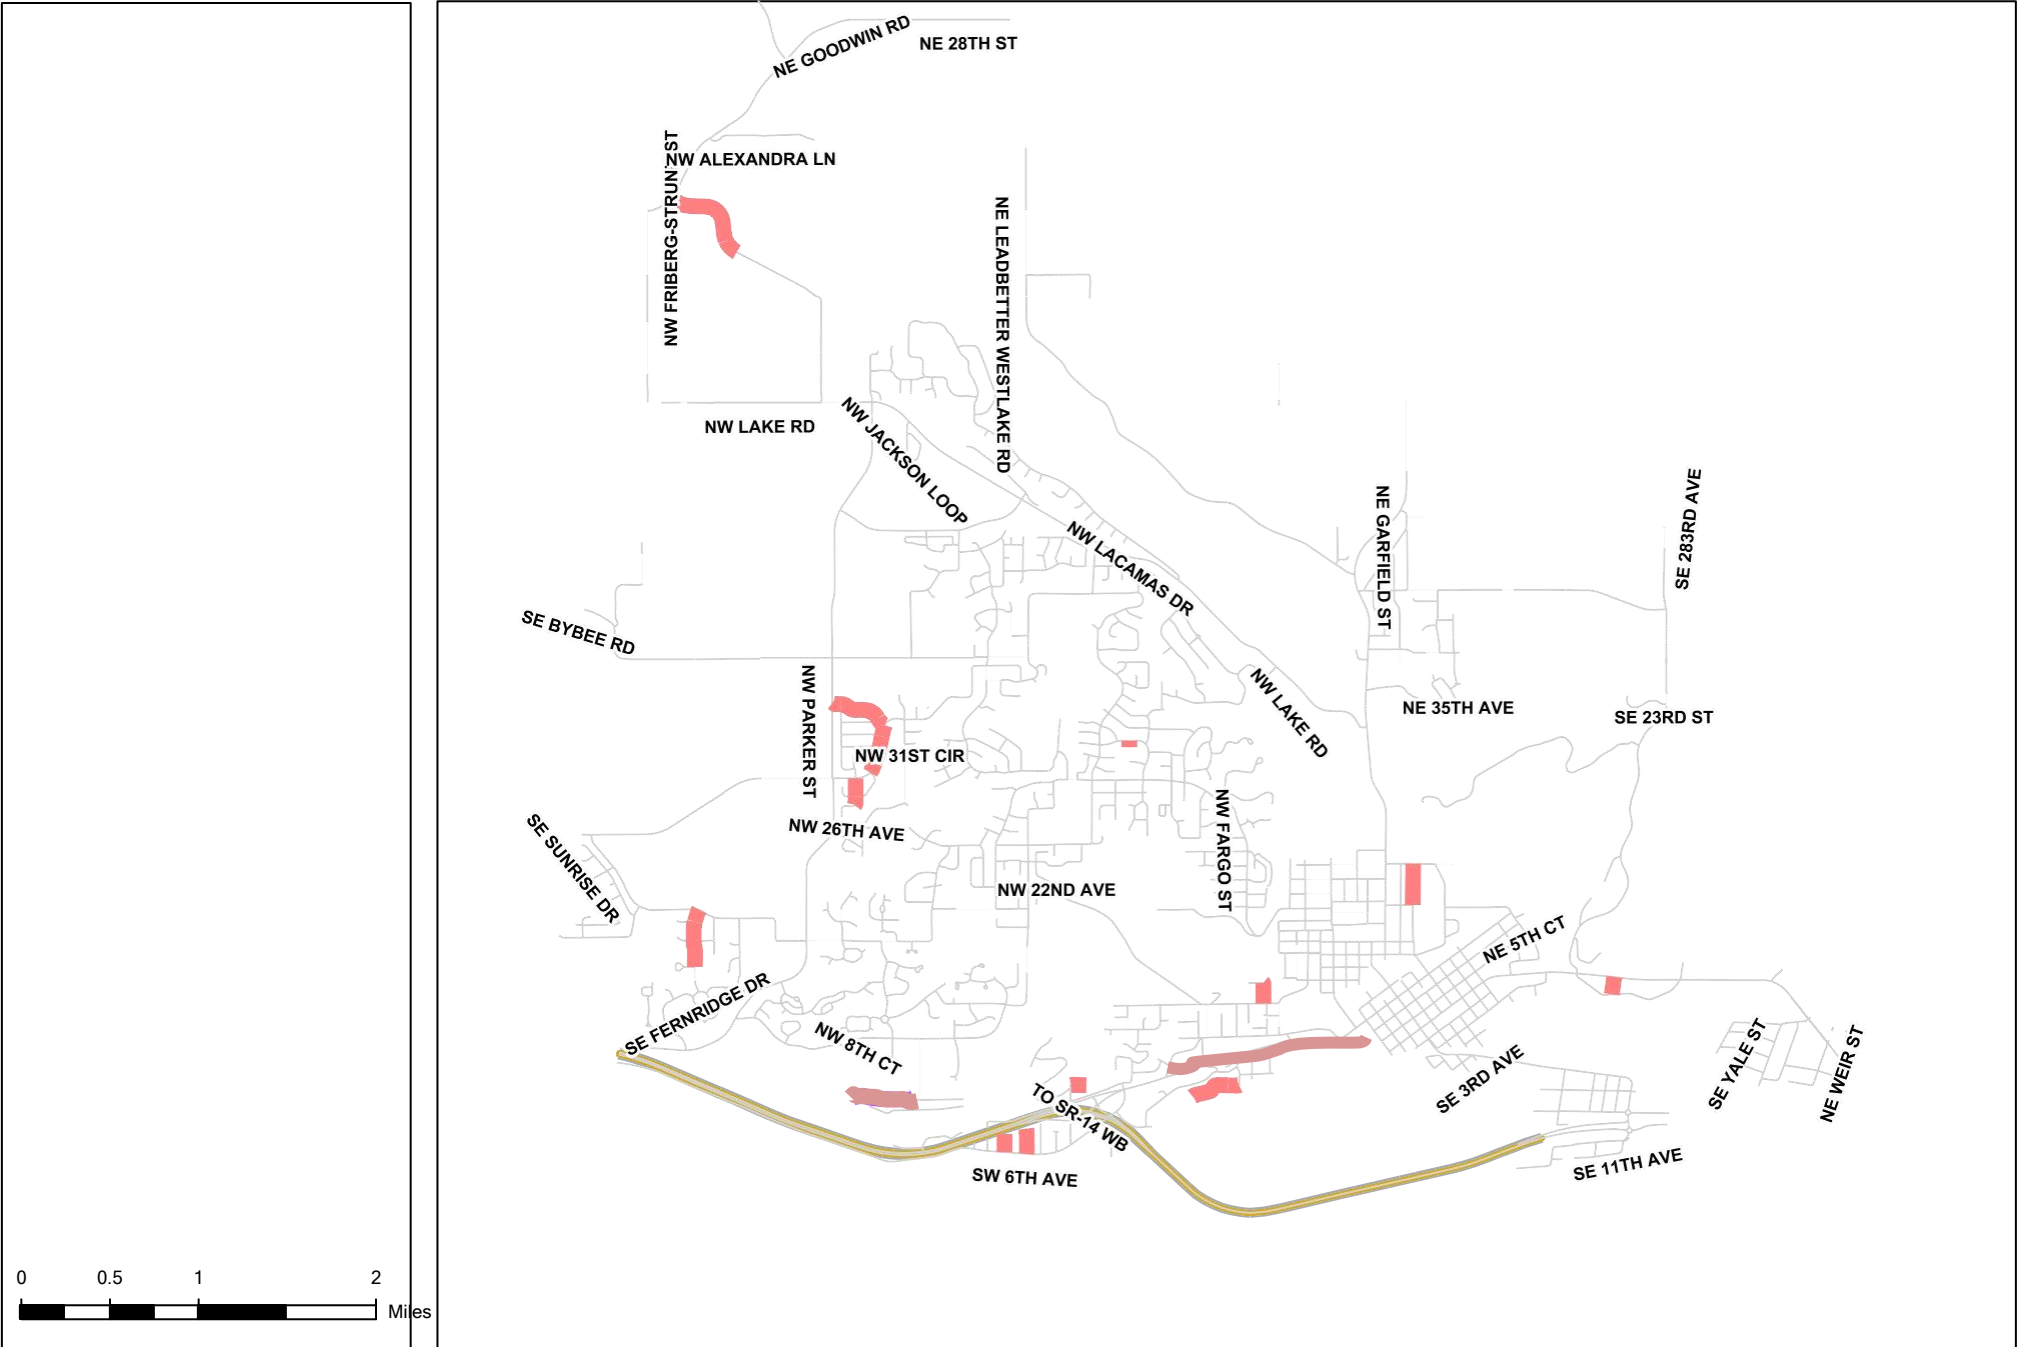 NE GOODWIN RD
NE 28TH ST
NW ALEXANDRA LN
NW FRIBERG-STRUNK ST
NE LEADBETTER WESTLAKE RD
NW LAKE RD
NW JACKSON LOOP
NW LACAMAS DR
NE GARFIELD ST
SE 283RD AVE
SE BYBEE RD
NW PARKER ST
NW LAKE RD
NE 35TH AVE
SE 23RD ST
NW 31ST CIR
NW 26TH AVE
NW FARGO ST
SE SUNRISE DR
NW 22ND AVE
NE 5TH CT
SE FERNRIDGE DR
NW 8TH CT
SE 3RD AVE
SE YALE ST
NE WEIR ST
TO SR-14 WB
SW 6TH AVE
SE 11TH AVE
0 0.5 1 2
Miles